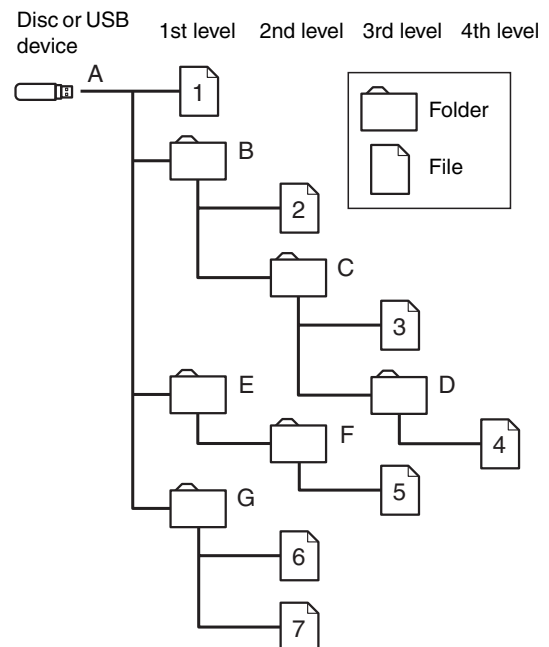 Disc or USB
device
1st level 2nd level 3rd level 4th level
A
1
Folder
File
B
2
C
3
E
D
F
4
5
G
6
7